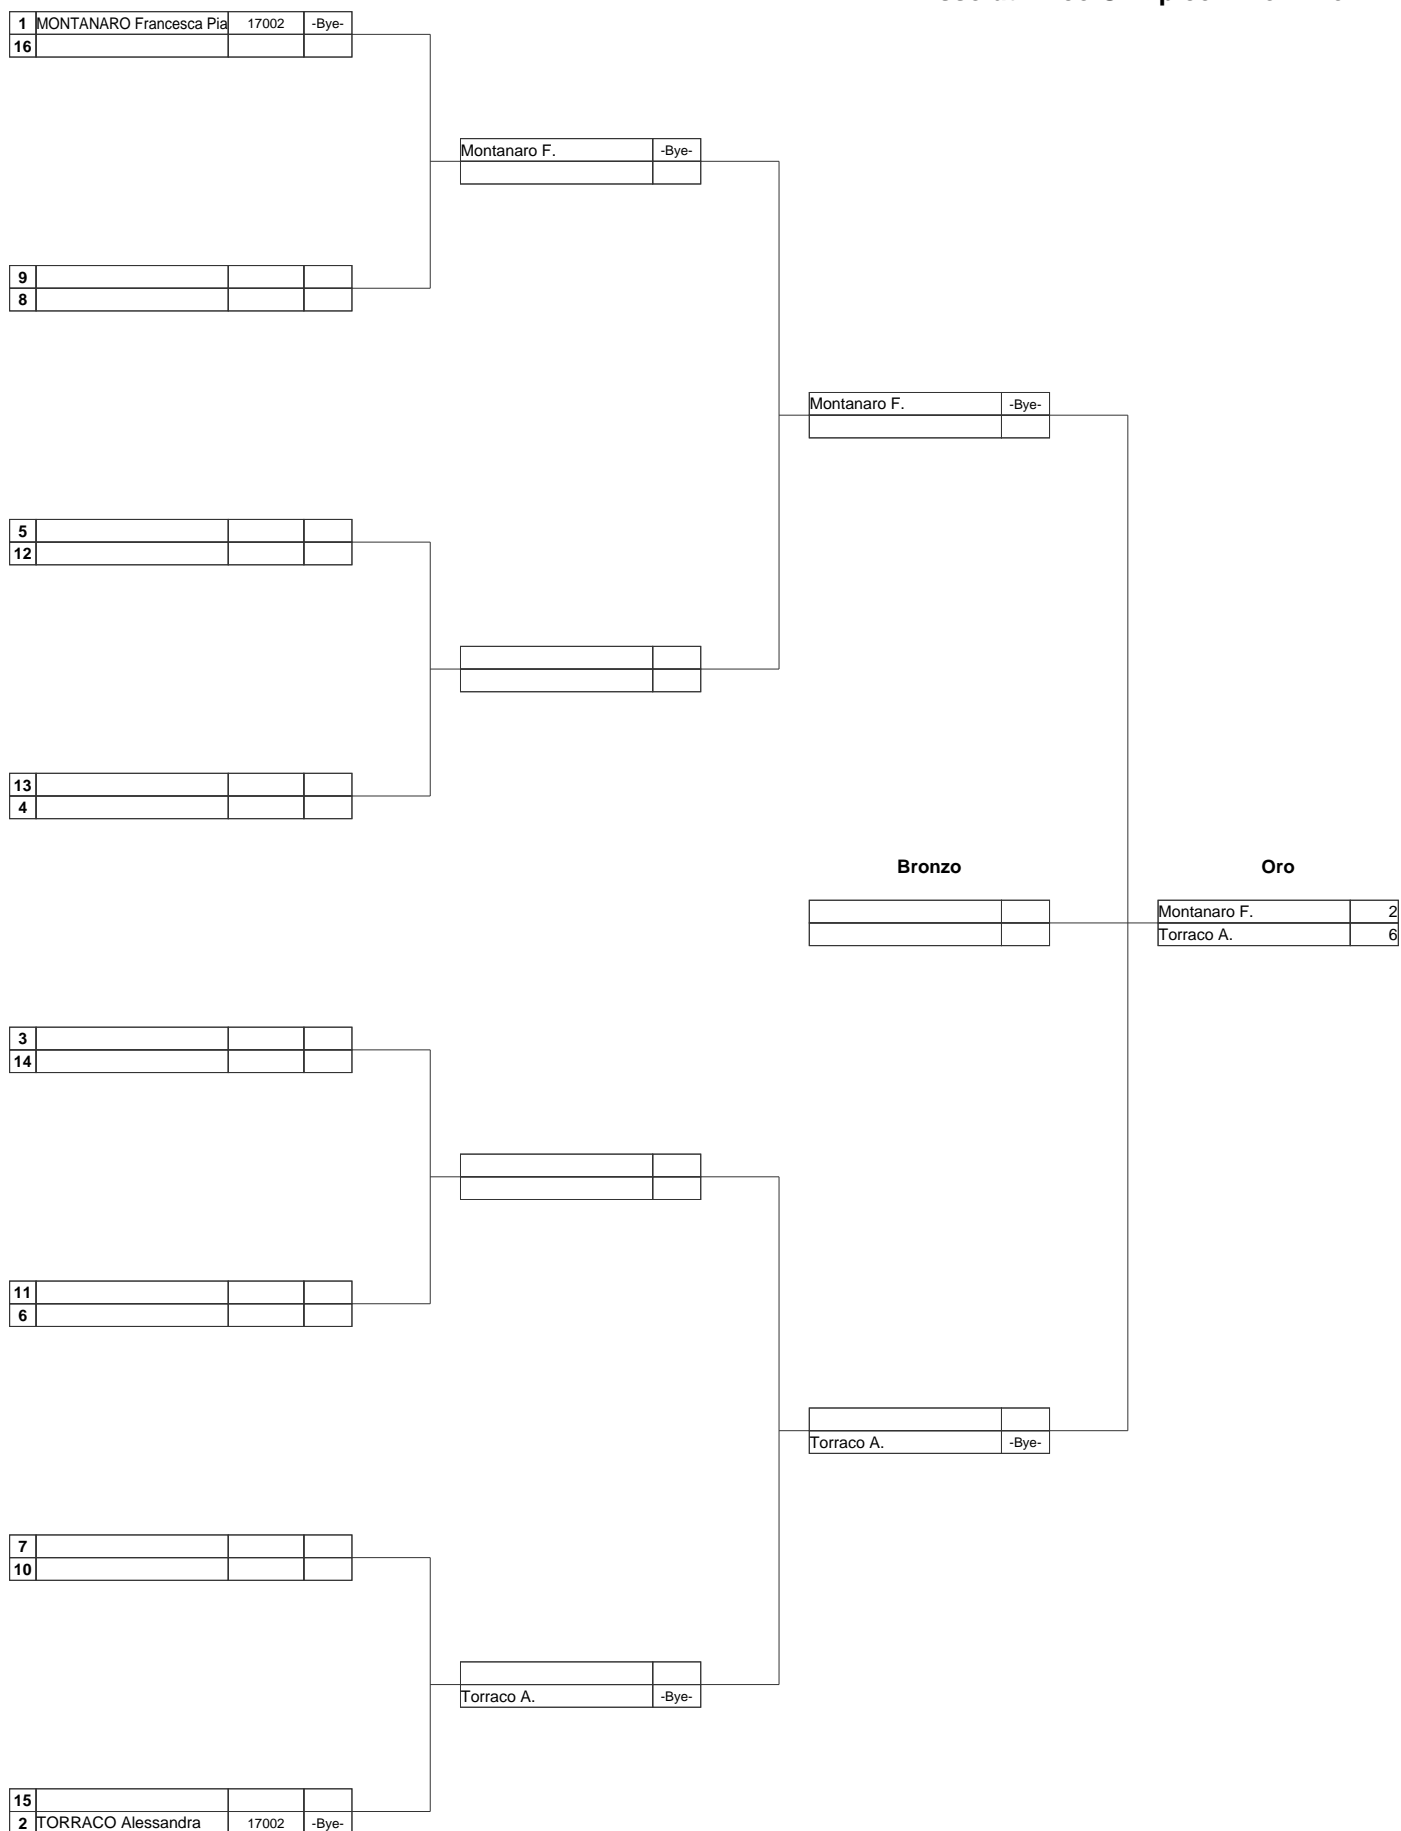 1 MONTANARO Francesca Pia 17002 -Bye-
16
Montanaro F. -Bye-
9
8
Montanaro F. -Bye-
5
12
13
4
Bronzo Oro
Montanaro F. 2
Torraco A. 6
3
14
11
6
Torraco A. -Bye-
7
10
Torraco A. -Bye-
15
2 TORRACO Alessandra 17002 -Bye-